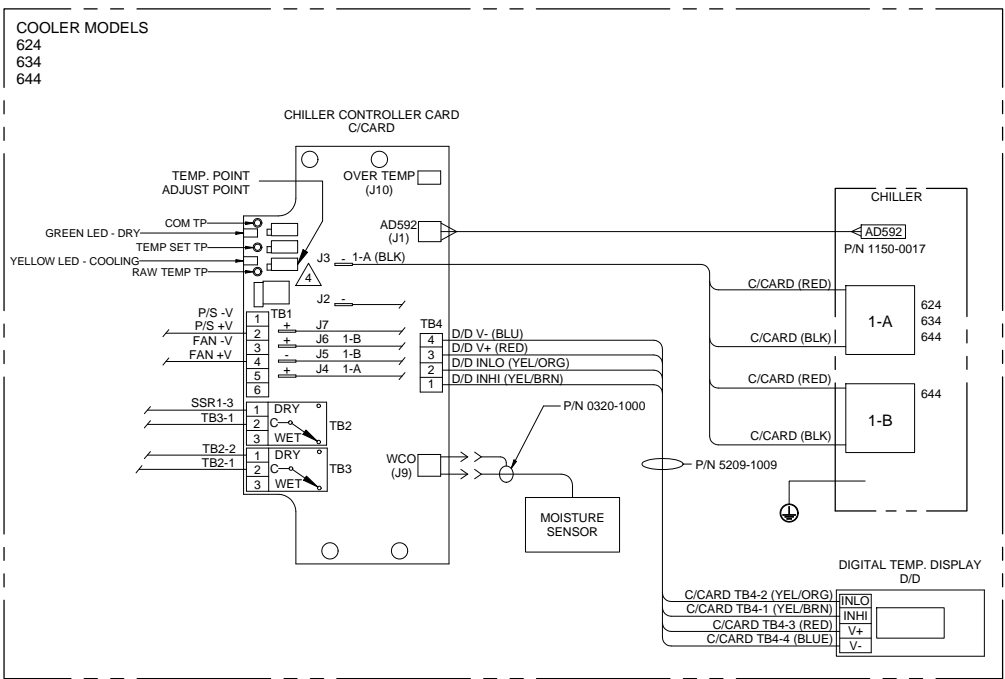 COOLER MODELS
624
634
644
CHILLER CONTROLLER CARD
C/CARD
TEMP. POINT
ADJUST POINT
OVER TEMP
(J10)
COM TP
GREEN LED - DRY
TEMP SET TP
YELLOW LED - COOLING
RAW TEMP TP
AD592
(J1)
J3 - 1-A (BLK)
4
J2 -
CHILLER
AD592
P/N 1150-0017
C/CARD (RED)
1-A
624
634
644
C/CARD (BLK)
C/CARD (RED)
1-B
644
C/CARD (BLK)
P/S -V
P/S +V
FAN -V
FAN +V
1
2
3
4
5
6
TB1
+ J7
+ J6 1-B
- J5 1-B
+ J4 1-A
TB4
4
3
2
1
D/D V- (BLU)
D/D V+ (RED)
D/D INLO (YEL/ORG)
D/D INHI (YEL/BRN)
SSR1-3
TB3-1
1 DRY
2 C
3 WET
TB2
TB2-2
TB2-1
1 DRY
2 C
3 WET
TB3
WCO
(J9)
P/N 0320-1000
P/N 5209-1009
MOISTURE
SENSOR
DIGITAL TEMP. DISPLAY
D/D
C/CARD TB4-2 (YEL/ORG)
C/CARD TB4-1 (YEL/BRN)
C/CARD TB4-3 (RED)
C/CARD TB4-4 (BLUE)
INLO
INHI
V+
V-